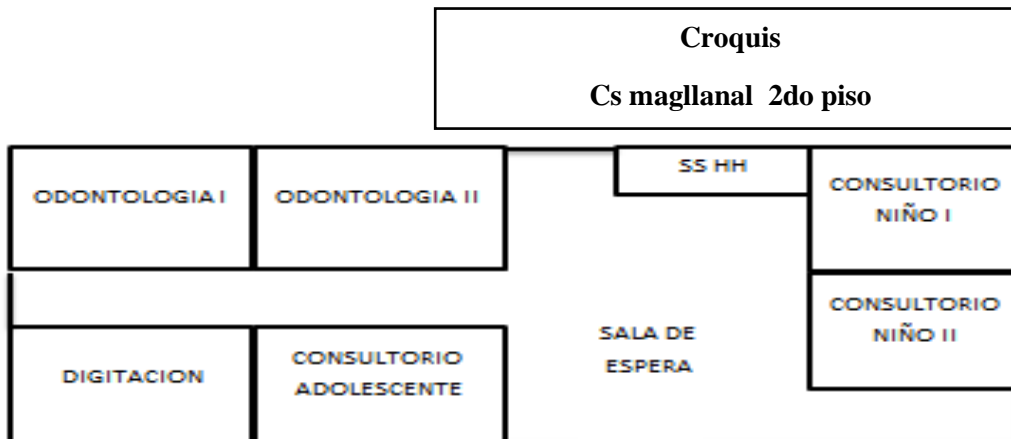 Croquis
Cs magllanal 2do piso
ODONTOLOGIA I
ODONTOLOGIA II
SS HH
CONSULTORIO
NIÑO I
CONSULTORIO
NIÑO II
SALA DE
ESPERA
DIGITACION
CONSULTORIO
ADOLESCENTE